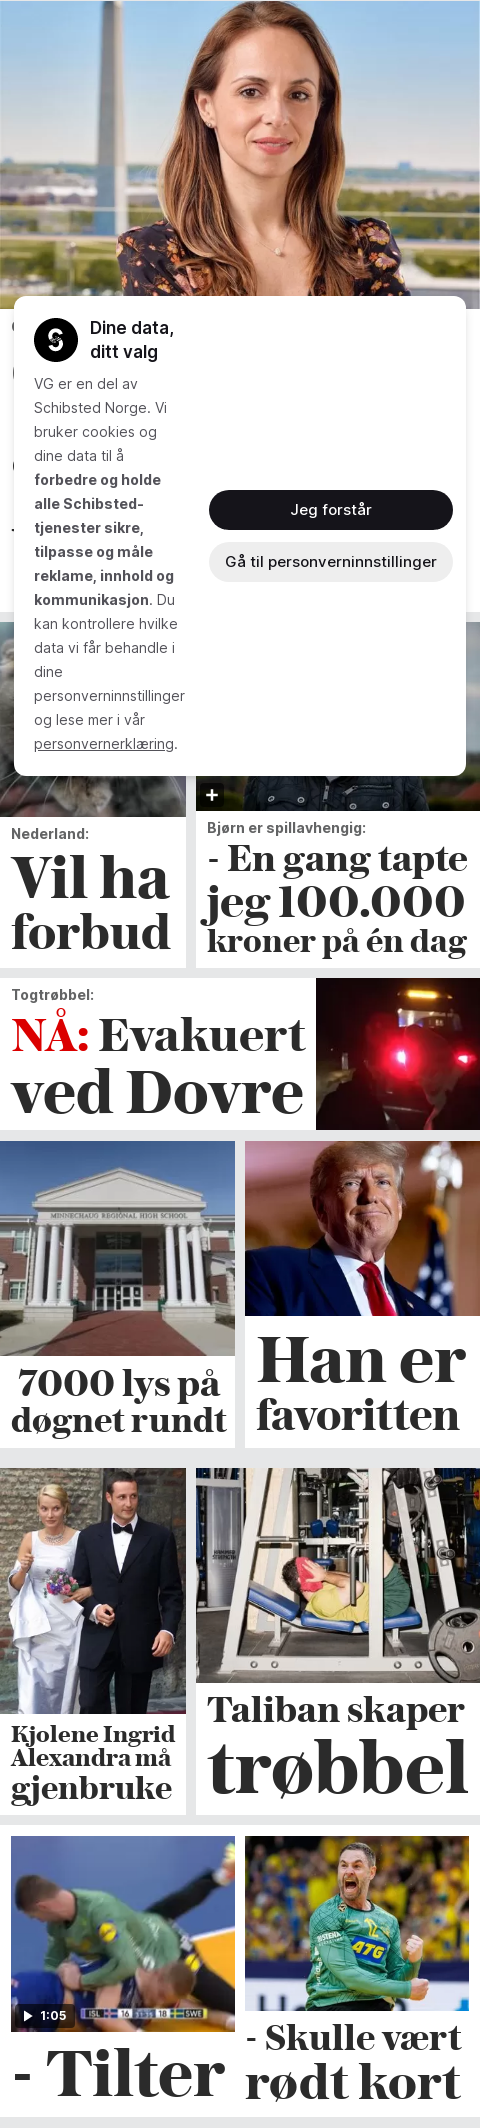 Dine data,
ditt valg
VG er en del av
Schibsted Norge. Vi
bruker cookies og
dine data til å
forbedre og holde
alle Schibsted-
tjenester sikre,
tilpasse og måle
reklame, innhold og
kommunikasjon. Du
kan kontrollere hvilke
data vi får behandle i
dine
personverninnstillinger
og lese mer i vår
personvernerklæring.
Jeg forstår
Gå til personverninnstillinger
Nederland:
Vil ha
forbud
Bjørn er spillavhengig:
- En gang tapte
jeg 100.000
kroner på én dag
Togtrøbbel:
NÅ: Evakuert
ved Dovre
MINNECHAUG REGIONAL HIGH SCHOOL
7000 lys på
døgnet rundt
Han er
favoritten
Kjolene Ingrid
Alexandra må
gjenbruke
Taliban skaper
trøbbel
1:05
ISL 16 18 SWE
- Tilter
ATG
- Skulle vært
rødt kort